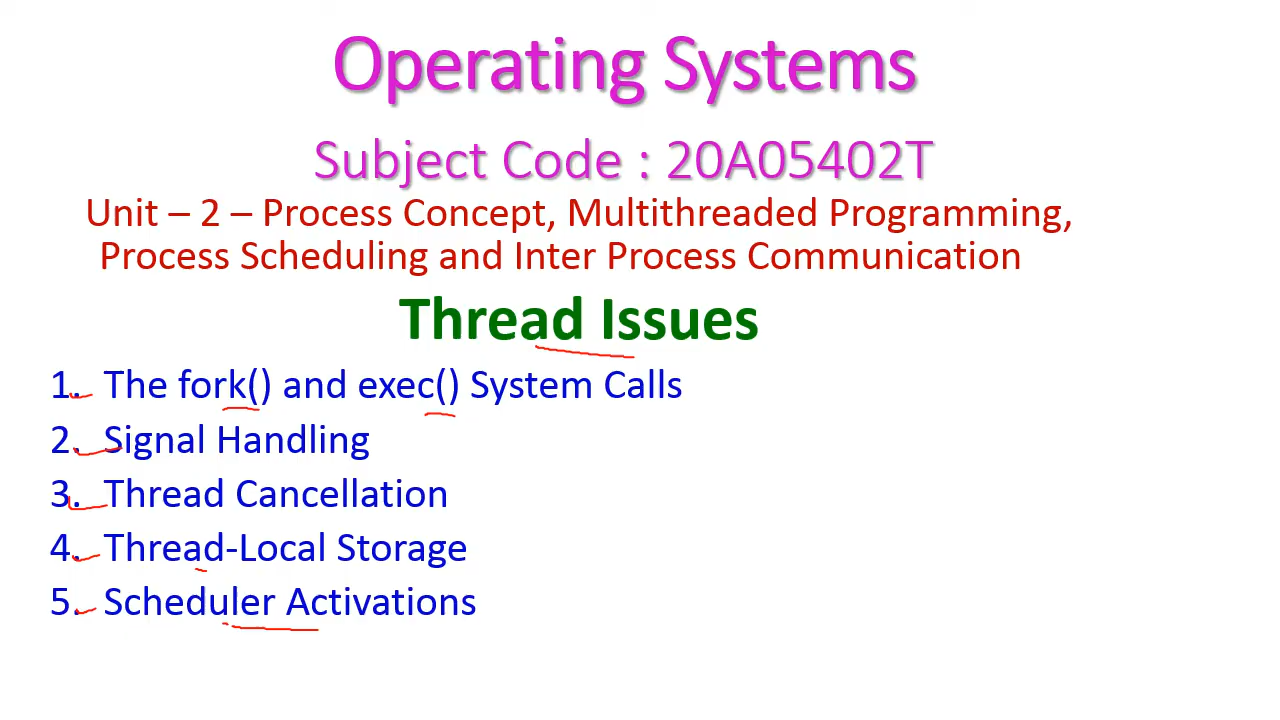 Operating Systems
Subject Code : 20A05402T
Unit – 2 – Process Concept, Multithreaded Programming,
Process Scheduling and Inter Process Communication
Thread Issues
1. The fork() and exec() System Calls
2. Signal Handling
3. Thread Cancellation
4. Thread-Local Storage
5. Scheduler Activations